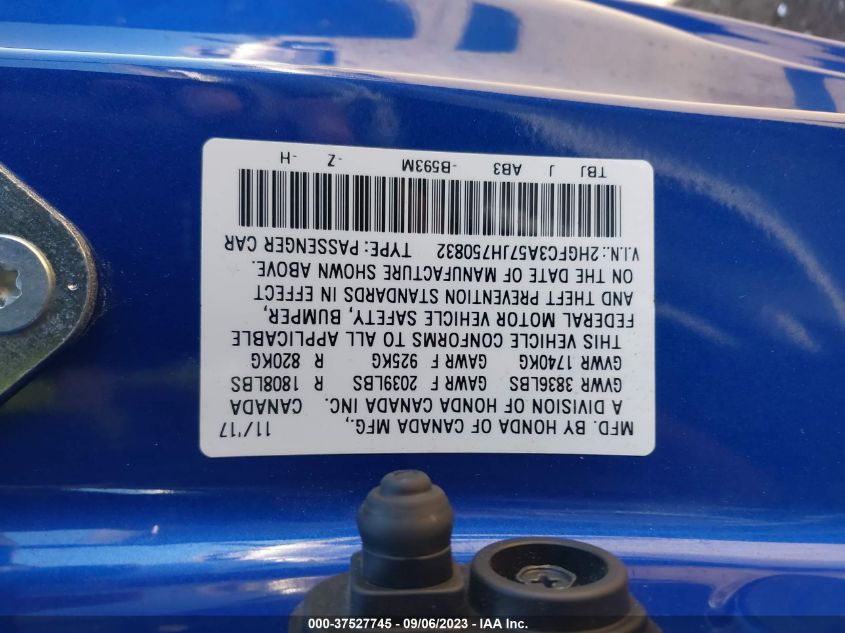 MFD. BY HONDA OF CANADA MFG., 11/'17
A DIVISION OF HONDA CANADA INC. CANADA
GVWR 3836LBS GAWR F 2039LBS R 1808LBS
GVWR 1740KG GAWR F 925KG R 820KG
THIS VEHICLE CONFORMS TO ALL APPLICABLE
FEDERAL MOTOR VEHICLE SAFETY, BUMPER,
AND THEFT PREVENTION STANDARDS IN EFFECT
ON THE DATE OF MANUFACTURE SHOWN ABOVE.
V.I.N.: 2HGFC3A57JH750832 TYPE: PASSENGER CAR
TBJ J AB3 -B593M -Z -H
000-37527745 - 09/06/2023 - IAA Inc.